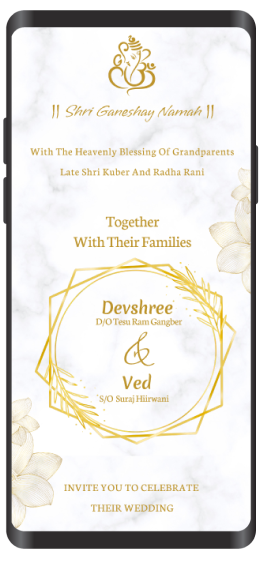 || Shri Ganeshay Namah ||
With The Heavenly Blessing Of Grandparents
Late Shri Kuber And Radha Rani
Together
With Their Families
Devshree
D/O Tesu Ram Gangber
&
Ved
S/O Suraj Hiirwani
INVITE YOU TO CELEBRATE
THEIR WEDDING